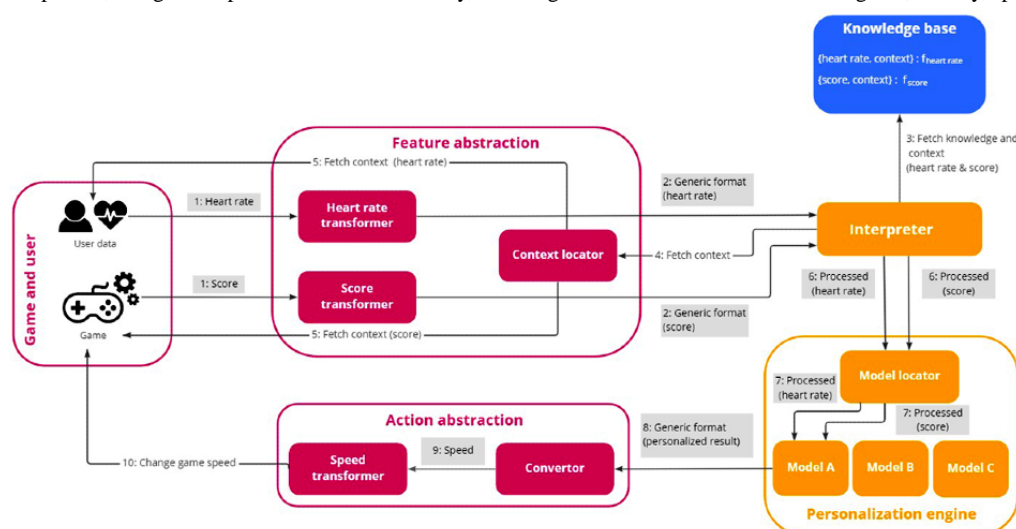 Knowledge base
{heart rate, context} : fheart rate
{score, context} : fscore
3: Fetch knowledge and
context
(heart rate & score)
Feature abstraction
5: Fetch context (heart rate)
1: Heart rate
Heart rate
transformer
2: Generic format
(heart rate)
User data
Context locator
4: Fetch context
Interpreter
Game and user
1: Score
Score
transformer
6: Processed
(heart rate)
6: Processed
(score)
Game
5: Fetch context (score)
2: Generic format
(score)
Model locator
7: Processed
(heart rate)
7: Processed
(score)
Action abstraction
8: Generic format
(personalized result)
10: Change game speed
Speed
transformer
9: Speed
Convertor
Model A
Model B
Model C
Personalization engine